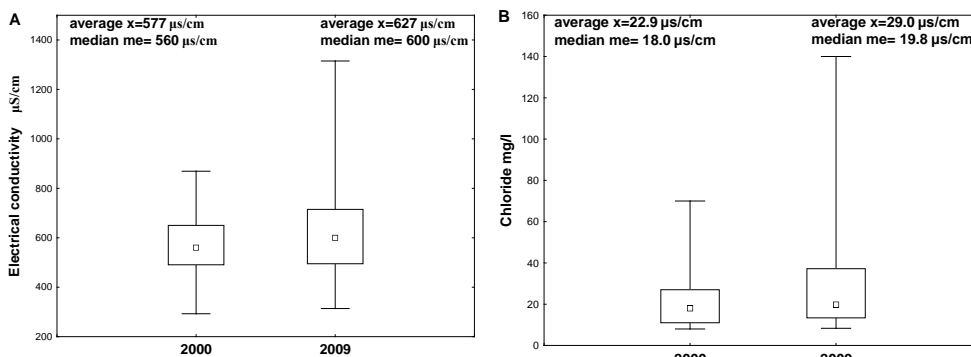 A
average x=577 µs/cm
median me= 560 µs/cm
average x=627 µs/cm
median me= 600 µs/cm
Electrical conductivity µS/cm
1400
1200
1000
800
600
400
200
2000
2009
B
average x=22.9 µs/cm
median me= 18.0 µs/cm
average x=29.0 µs/cm
median me= 19.8 µs/cm
Chloride mg/l
160
140
120
100
80
60
40
20
0
2000
2009